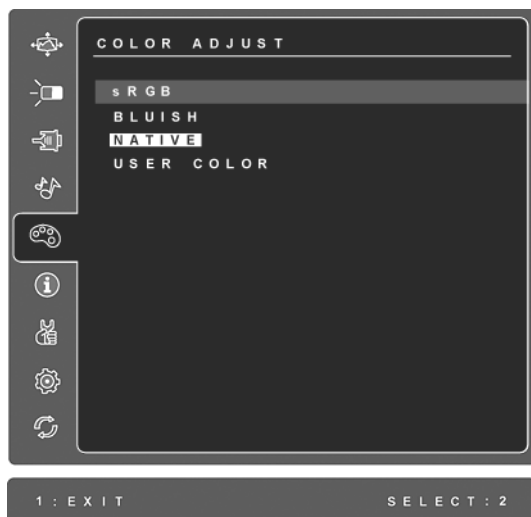 COLOR ADJUST
sRGB
BLUISH
NATIVE
USER COLOR
1:EXIT SELECT:2